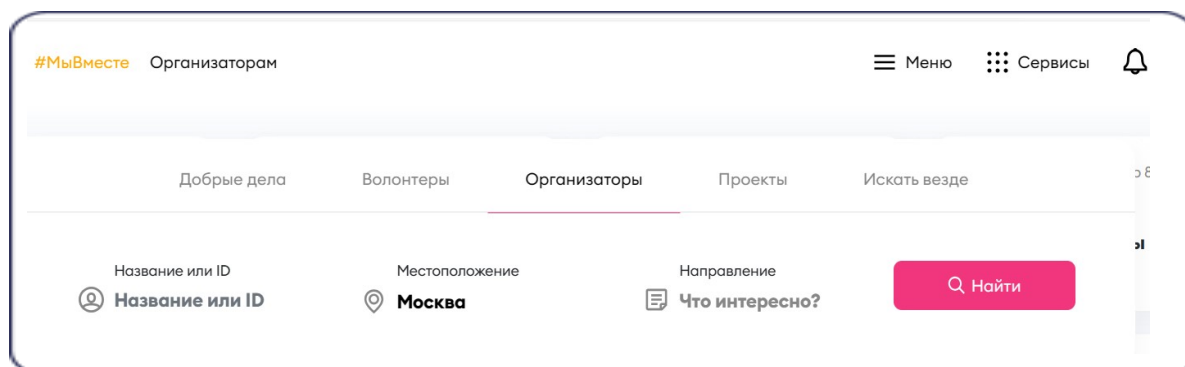 #МыВместе Организаторам Меню Сервисы
Добрые дела Волонтеры Организаторы Проекты Искать везде
Название или ID Местоположение Направление
Название или ID Москва Что интересно? Найти